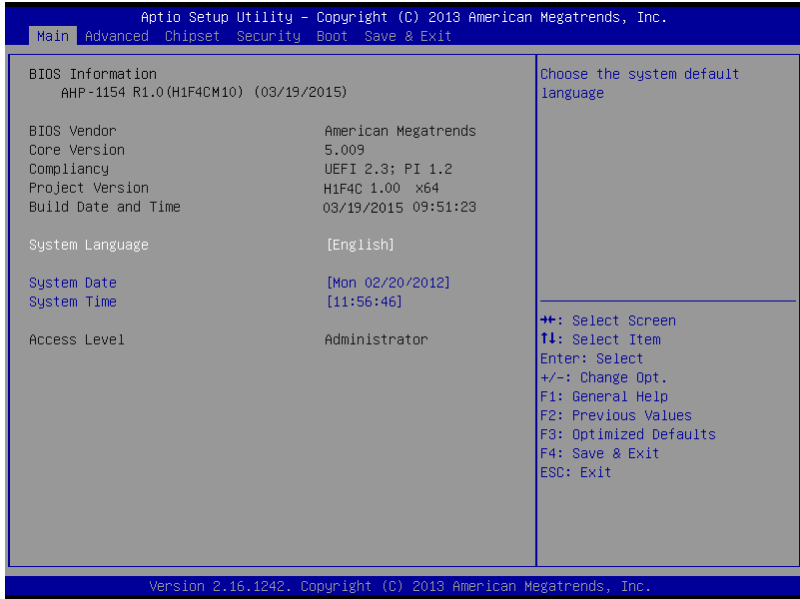 Aptio Setup Utility – Copyright (C) 2013 American Megatrends, Inc.
Main Advanced Chipset Security Boot Save & Exit
BIOS Information
AHP-1154 R1.0(H1F4CM10) (03/19/2015)
BIOS Vendor American Megatrends
Core Version 5.009
Compliancy UEFI 2.3; PI 1.2
Project Version H1F4C 1.00 x64
Build Date and Time 03/19/2015 09:51:23
System Language [English]
System Date [Mon 02/20/2012]
System Time [11:56:46]
Access Level Administrator
Choose the system default
language
→←: Select Screen
↑↓: Select Item
Enter: Select
+/-: Change Opt.
F1: General Help
F2: Previous Values
F3: Optimized Defaults
F4: Save & Exit
ESC: Exit
Version 2.16.1242. Copyright (C) 2013 American Megatrends, Inc.